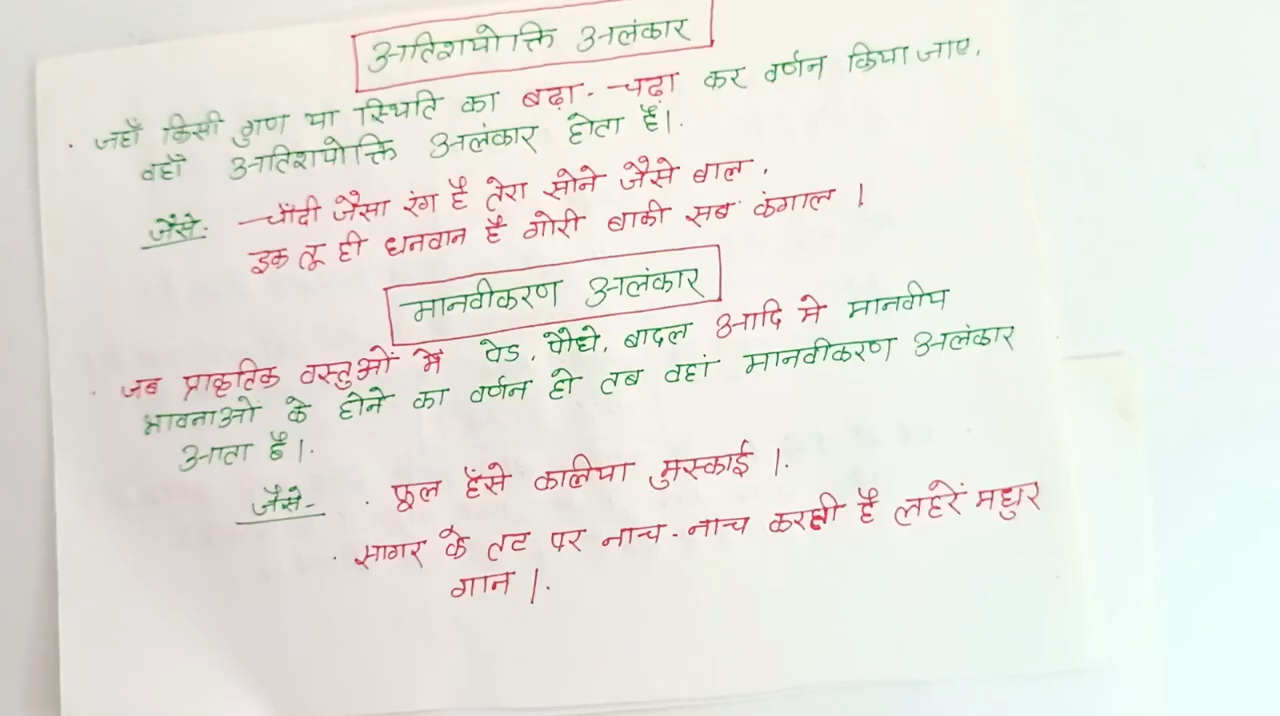 अतिशयोक्ति अलंकार
. जहाँ किसी गुण या स्थिति का बढ़ा-चढ़ा कर वर्णन किया जाए,
वहाँ अतिशयोक्ति अलंकार होता है।.
जैसे- चाँदी जैसा रंग है तेरा सोने जैसे बाल,
इक तू ही धनवान है गोरी बाकी सब कंगाल।
मानवीकरण अलंकार
. जब प्राकृतिक वस्तुओं में पेड, पौधे, बादल आदि मे मानवीय
भावनाओं के होने का वर्णन हो तब वहां मानवीकरण अलंकार
आता है।.
जैसे- . फूल हँसे कालिया मुस्काई।.
. सागर के तट पर नाच-नाच करही है लहरें मधुर
गान।.